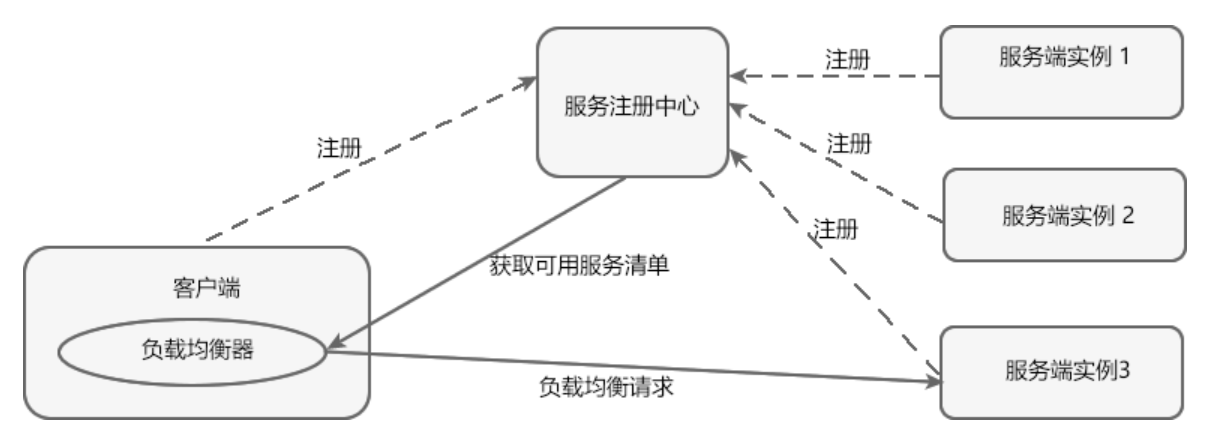 服务注册中心
服务端实例 1
注册
注册
服务端实例 2
注册
注册
服务端实例3
获取可用服务清单
客户端
负载均衡器
负载均衡请求